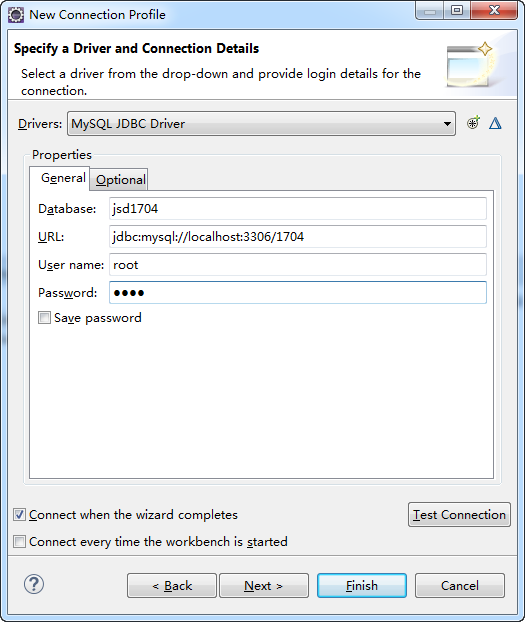 New Connection Profile
Specify a Driver and Connection Details
Select a driver from the drop-down and provide login details for the
connection.
Drivers: MySQL JDBC Driver
Properties
General Optional
Database: jsd1704
URL: jdbc:mysql://localhost:3306/1704
User name: root
Password: ●●●●
Save password
Connect when the wizard completes
Test Connection
Connect every time the workbench is started
? < Back Next > Finish Cancel